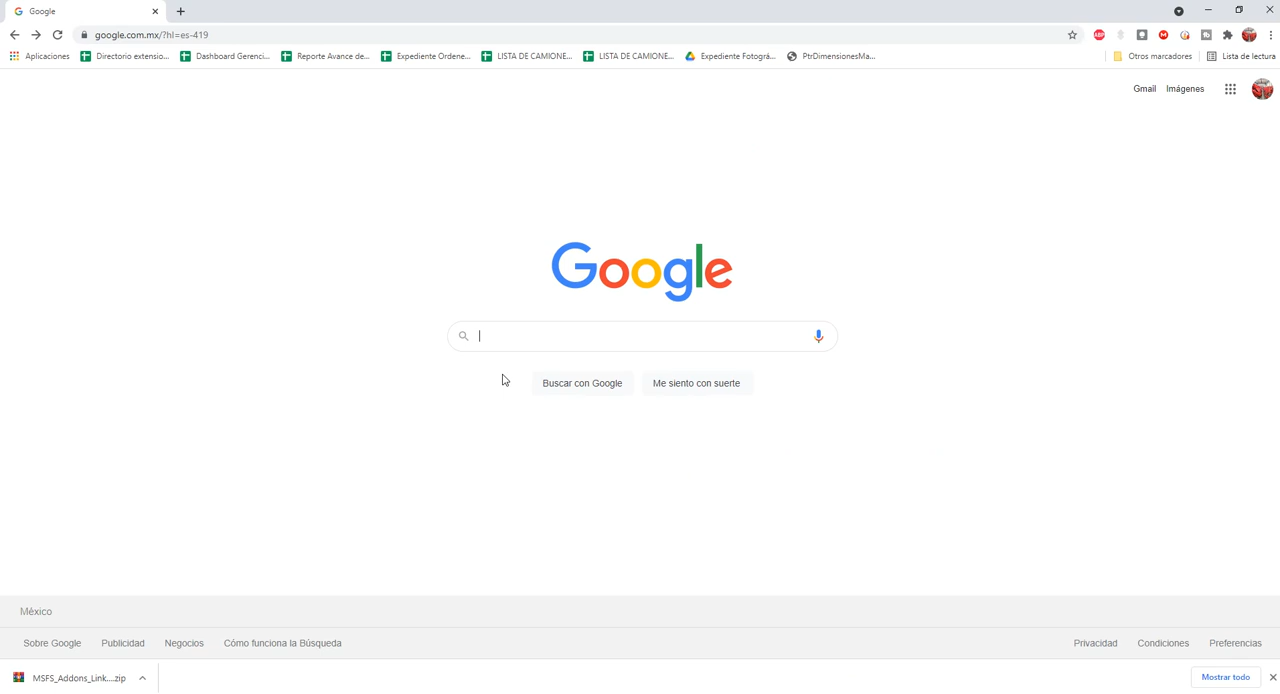 Google
google.com.mx/?hl=es-419
ABP
Aplicaciones
Directorio extensio...
Dashboard Gerenci...
Reporte Avance de...
Expediente Ordene...
LISTA DE CAMIONE...
LISTA DE CAMIONE...
Expediente Fotográ...
PtrDimensionesMa...
Otros marcadores
Lista de lectura
Gmail
Imágenes
Google
Buscar con Google
Me siento con suerte
México
Sobre Google
Publicidad
Negocios
Cómo funciona la Búsqueda
Privacidad
Condiciones
Preferencias
MSFS_Addons_Link....zip
Mostrar todo